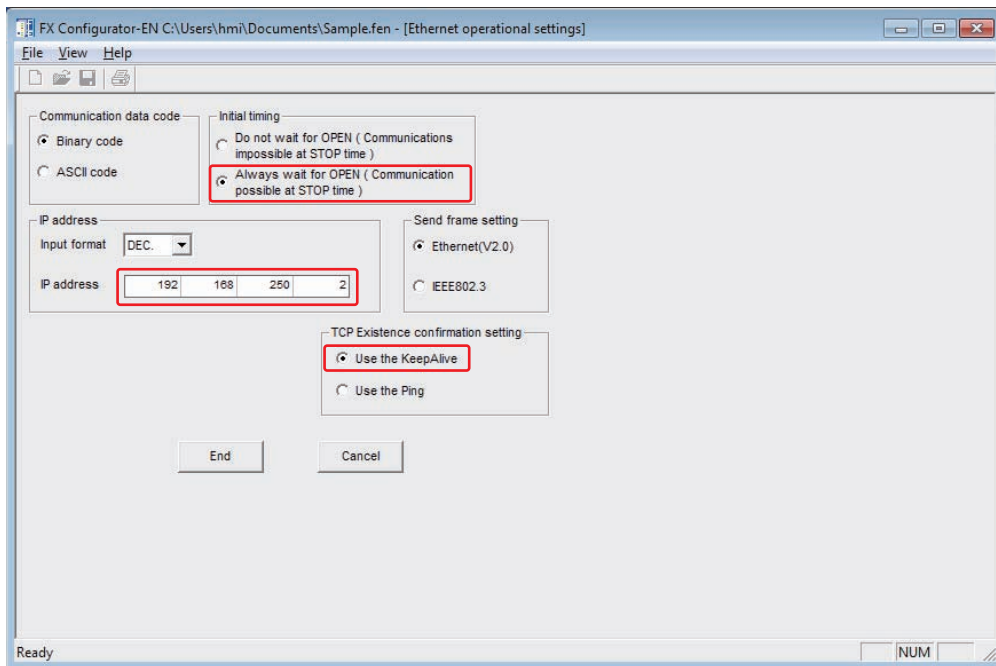 FX Configurator-EN C:\Users\hmi\Documents\Sample.fen - [Ethernet operational settings]
File View Help
Communication data code
Binary code
ASCII code
Initial timing
Do not wait for OPEN ( Communications
impossible at STOP time )
Always wait for OPEN ( Communication
possible at STOP time )
IP address
Input format DEC.
IP address 192 168 250 2
Send frame setting
Ethernet(V2.0)
IEEE802.3
TCP Existence confirmation setting
Use the KeepAlive
Use the Ping
End Cancel
Ready NUM